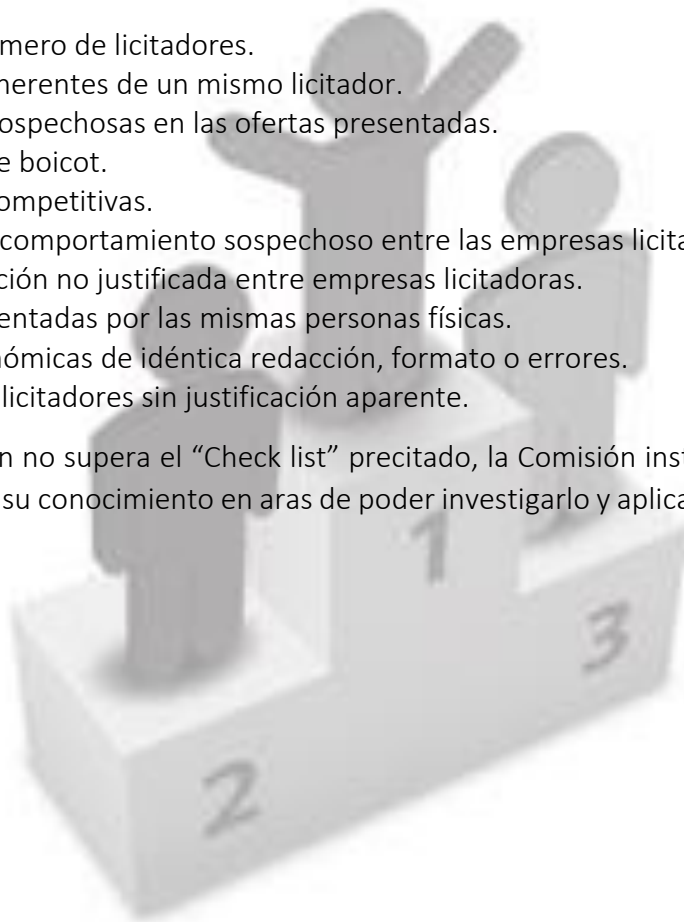 mero de licitadores.
herentes de un mismo licitador.
ospechosas en las ofertas presentadas.
e boicot.
ompetitivas.
comportamiento sospechoso entre las empresas licita
ción no justificada entre empresas licitadoras.
entadas por las mismas personas físicas.
nómicas de idéntica redacción, formato o errores.
licitadores sin justificación aparente.
n no supera el “Check list” precitado, la Comisión inst
su conocimiento en aras de poder investigarlo y aplica
1
3
2